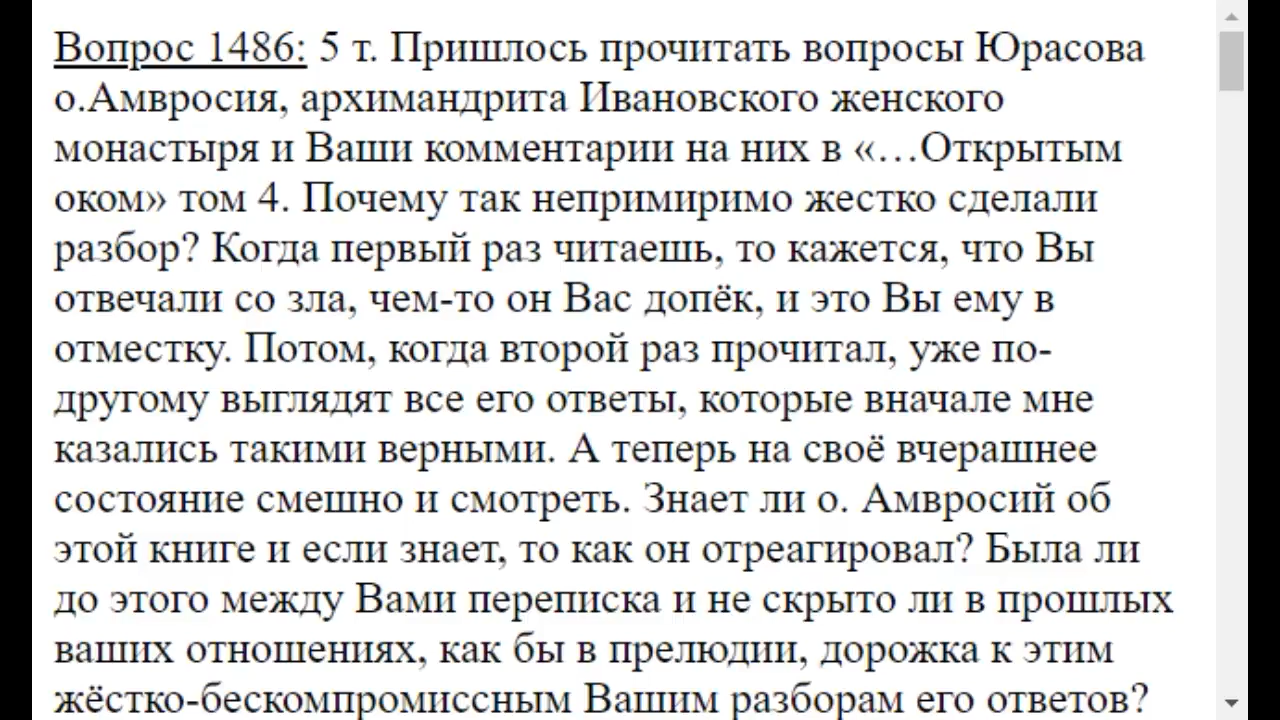 Вопрос 1486: 5 т. Пришлось прочитать вопросы Юрасова
о.Амвросия, архимандрита Ивановского женского
монастыря и Ваши комментарии на них в «…Открытым
оком» том 4. Почему так непримиримо жестко сделали
разбор? Когда первый раз читаешь, то кажется, что Вы
отвечали со зла, чем-то он Вас допёк, и это Вы ему в
отместку. Потом, когда второй раз прочитал, уже по-
другому выглядят все его ответы, которые вначале мне
казались такими верными. А теперь на своё вчерашнее
состояние смешно и смотреть. Знает ли о. Амвросий об
этой книге и если знает, то как он отреагировал? Была ли
до этого между Вами переписка и не скрыто ли в прошлых
ваших отношениях, как бы в прелюдии, дорожка к этим
жёстко-бескомпромиссным Вашим разборам его ответов?